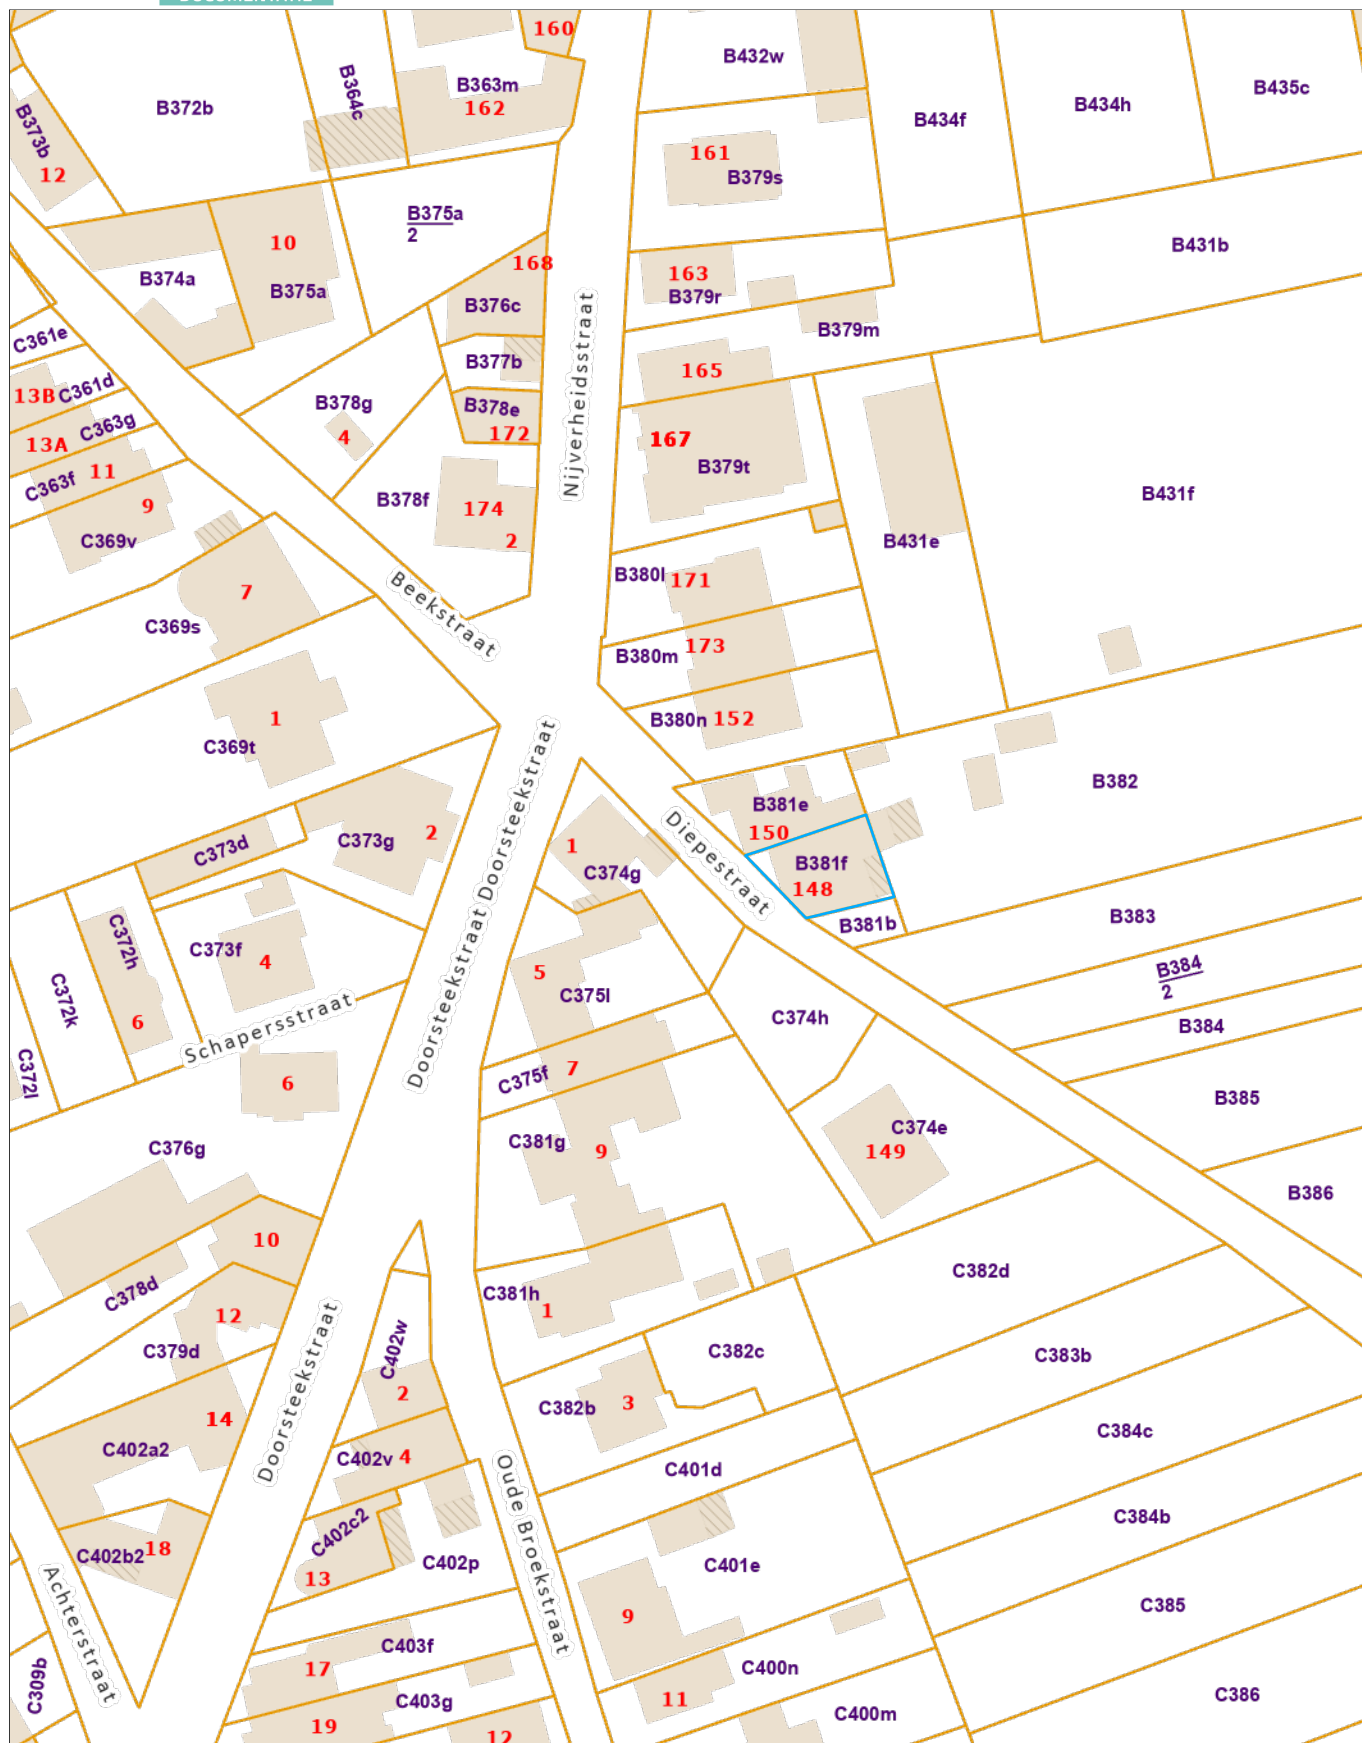 160
B432w
B363m
B364c
B435c
B372b
162
B434h
B434f
B373b
161
12
B379s
B375a
2
10
B431b
168
163
B374a
B375a
B379r
B376c
B379m
C361e
B377b
165
13B
C361d
B378g
B378e
C363g
4
172
167
13A
B379t
11
C363f
B431f
B378f
9
174
Nijverheidsstraat
2
C369v
B431e
B380l
171
7
Beekstraat
C369s
173
B380m
1
B380n
152
C369t
B382
B381e
150
2
Diepestraat
C373g
1
C373d
C374g
B381f
148
Doorsteekstraat
B383
B381b
C372h
C373f
4
5
B384
2
C375l
C372k
C374h
6
Schapersstraat
Doorsteekstraat
B384
7
C375f
C372l
6
B385
C374e
C381g
9
149
C376g
B386
10
C382d
C381h
C378d
1
12
C379d
C402w
C382c
C383b
2
3
C382b
14
Doorsteekstraat
C384c
C402a2
C402v
4
C401d
C384b
C402c2
18
C402b2
C402p
C401e
13
Oude Broekstraat
C385
9
Achterstraat
C403f
17
C400n
C309b
C403g
11
C386
C400m
19
12